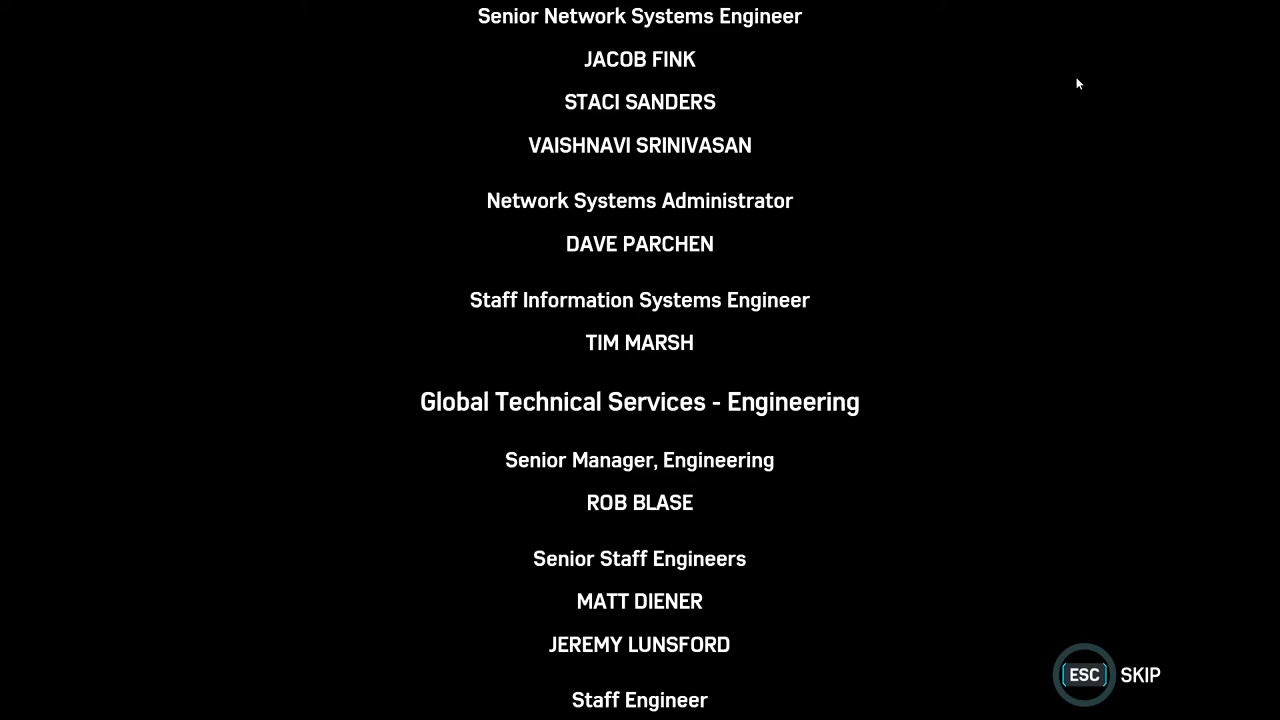 Senior Network Systems Engineer
JACOB FINK
STACI SANDERS
VAISHNAVI SRINIVASAN
Network Systems Administrator
DAVE PARCHEN
Staff Information Systems Engineer
TIM MARSH
Global Technical Services - Engineering
Senior Manager, Engineering
ROB BLASE
Senior Staff Engineers
MATT DIENER
JEREMY LUNSFORD
ESC SKIP
Staff Engineer